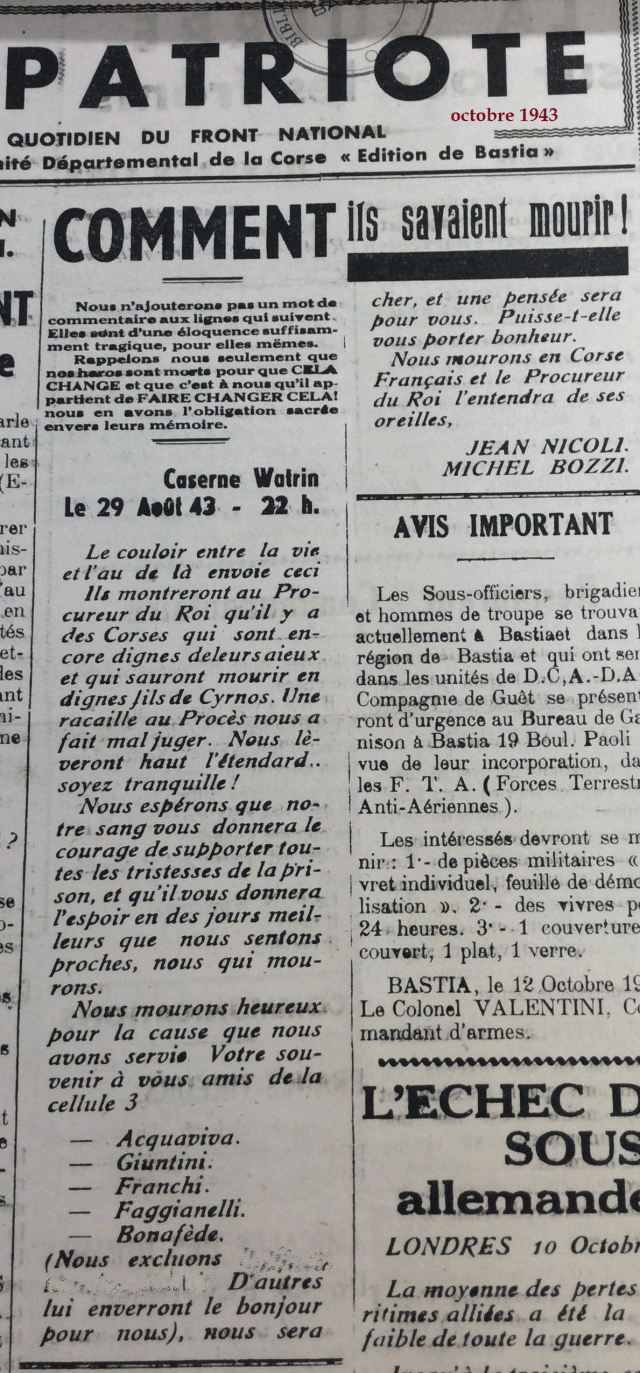 PATRIOTE
octobre 1943
QUOTIDIEN DU FRONT NATIONAL
Départemental de la Corse « Edition de Bastia »
COMMENT ils savaient mourir!
Nous n'ajouterons pas un mot de
commentaire aux lignes qui suivent.
Elles sont d'une éloquence suffisam-
ment tragique, pour elles mêmes.
Rappelons nous seulement que
nos heros sont morts pour que CELA
CHANGE et que c'est à nous qu'il ap-
partient de FAIRE CHANGER CELA!
nous en avons l'obligation sacrée
envers leurs mémoire.
Caserne Watrin
Le 29 Août 43 - 22 h.
Le couloir entre la vie
et l'au de là envoie ceci
Ils montreront au Pro-
cureur du Roi qu'il y a
des Corses qui sont en-
core dignes de leurs aieux
et qui sauront mourir en
dignes fils de Cyrnos. Une
racaille au Procès nous a
fait mal juger. Nous lè-
veront haut l'étendard..
soyez tranquille!
Nous espérons que no-
tre sang vous donnera le
courage de supporter tou-
tes les tristesses de la pri-
son, et qu'il vous donnera
l'espoir en des jours meil-
leurs que nous sentons
proches, nous qui mou-
rons.
Nous mourons heureux
pour la cause que nous
avons servie Votre sou-
venir à vous amis de la
cellule 3
— Acquaviva.
— Giuntini.
— Franchi.
— Faggianelli.
— Bonafède.
(Nous excluons
D'autres
lui enverront le bonjour
pour nous), nous sera
cher, et une pensée sera
pour vous. Puisse-t-elle
vous porter bonheur.
Nous mourons en Corse
Français et le Procureur
du Roi l'entendra de ses
oreilles,
JEAN NICOLI.
MICHEL BOZZI.
AVIS IMPORTANT
Les Sous-officiers, brigadie
et hommes de troupe se trouva
actuellement à Bastiaet dans l
région de Bastia et qui ont ser
dans les unités de D.C,A.-D.A
Compagnie de Guêt se présent
ront d'urgence au Bureau de Ga
nison à Bastia 19 Boul. Paoli
vue de leur incorporation, da
les F. T. A. (Forces Terrestr
Anti-Aériennes).
Les intéressés devront se m
nir : 1·- de pièces militaires «
vret individuel, feuille de démo
lisation ». 2· - des vivres p
24 heures. 3· - 1 couverture
couvert, 1 plat, 1 verre.
BASTIA, le 12 Octobre 19
Le Colonel VALENTINI, Co
mandant d'armes.
L'ECHEC D
SOUS
allemande
LONDRES 10 Octobr
La moyenne des pertes
ritimes alliées a été la
faible de toute la guerre.